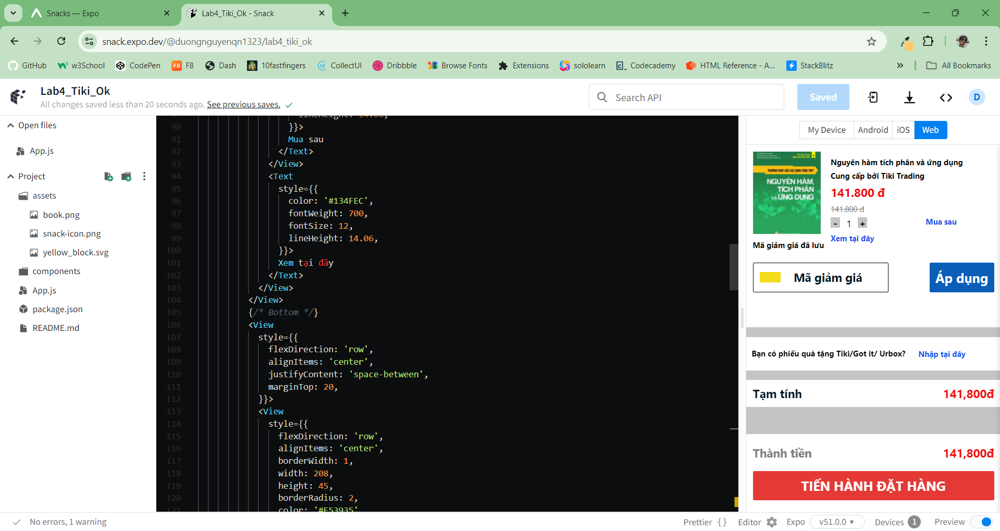 Snacks — Expo
Lab4_Tiki_Ok - Snack
snack.expo.dev/@duongnguyenqn1323/lab4_tiki_ok
GitHub
w3School
CodePen
F8
F8
Dash
10fastfingers
CollectUI
Dribbble
Browse Fonts
Extensions
sololearn
Codecademy
HTML Reference - A...
StackBlitz
All Bookmarks
Lab4_Tiki_Ok
All changes saved less than 20 seconds ago. See previous saves.
Search API
Saved
D
Open files
App.js
Project
assets
book.png
snack-icon.png
yellow_block.svg
components
App.js
package.json
README.md
90 }}>
91 Mua sau
92 </Text>
93 </View>
94 <Text
95 style={{
96 color: '#134FEC',
97 fontWeight: 700,
98 fontSize: 12,
99 lineHeight: 14.06,
100 }}>
101 Xem tại đây
102 </Text>
103 </View>
104 </View>
105 {/* Bottom */}
106 <View
107 style={{
108 flexDirection: 'row',
109 alignItems: 'center',
110 justifyContent: 'space-between',
111 marginTop: 20,
112 }}>
113 <View
114 style={{
115 flexDirection: 'row',
116 alignItems: 'center',
117 borderWidth: 1,
118 width: 208,
119 height: 45,
120 borderRadius: 2,
121 color: '#E53935'
My Device
Android
iOS
Web
PHƯƠNG PHÁP GIẢI CÁC DẠNG TOÁN THPT
NGUYÊN HÀM,
TÍCH PHÂN
VÀ ỨNG DỤNG
Nguyên hàm tích phân và ứng dụng
Cung cấp bởi Tiki Trading
141.800 đ
141.800 đ
- 1 +
Mua sau
Xem tại đây
Mã giảm giá đã lưu
Mã giảm giá
Áp dụng
Bạn có phiếu quà tặng Tiki/Got it/ Urbox?
Nhập tại đây
Tạm tính
141,800đ
Thành tiền
141,800đ
TIẾN HÀNH ĐẶT HÀNG
No errors, 1 warning
Prettier {}
Editor
Expo
v51.0.0
Devices 1
Preview